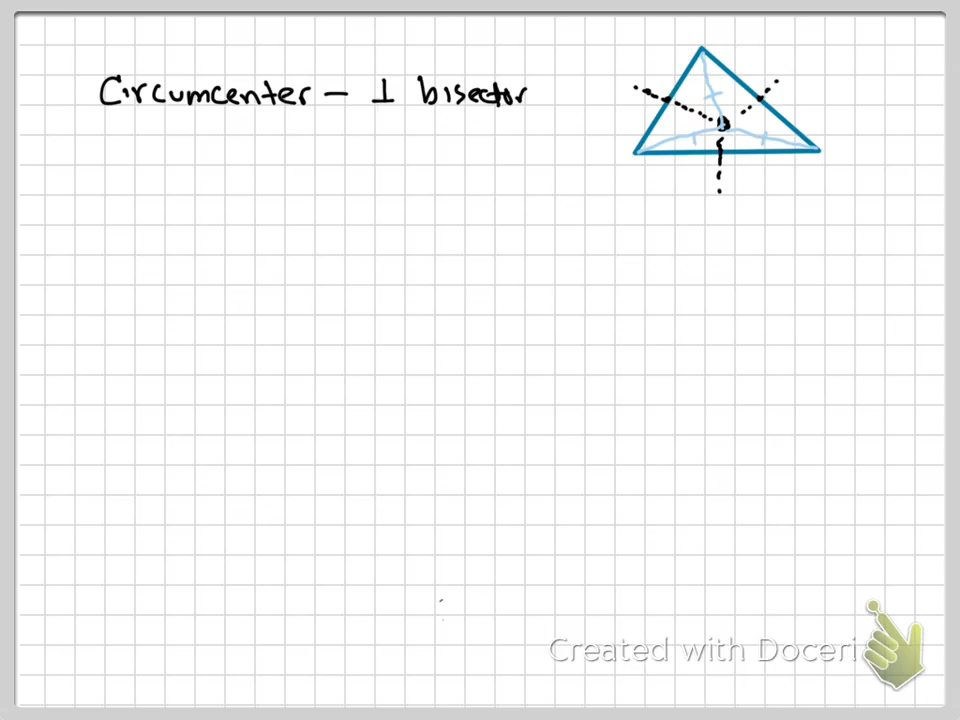 Circumcenter – ⊥ bisector
Created with Doceri